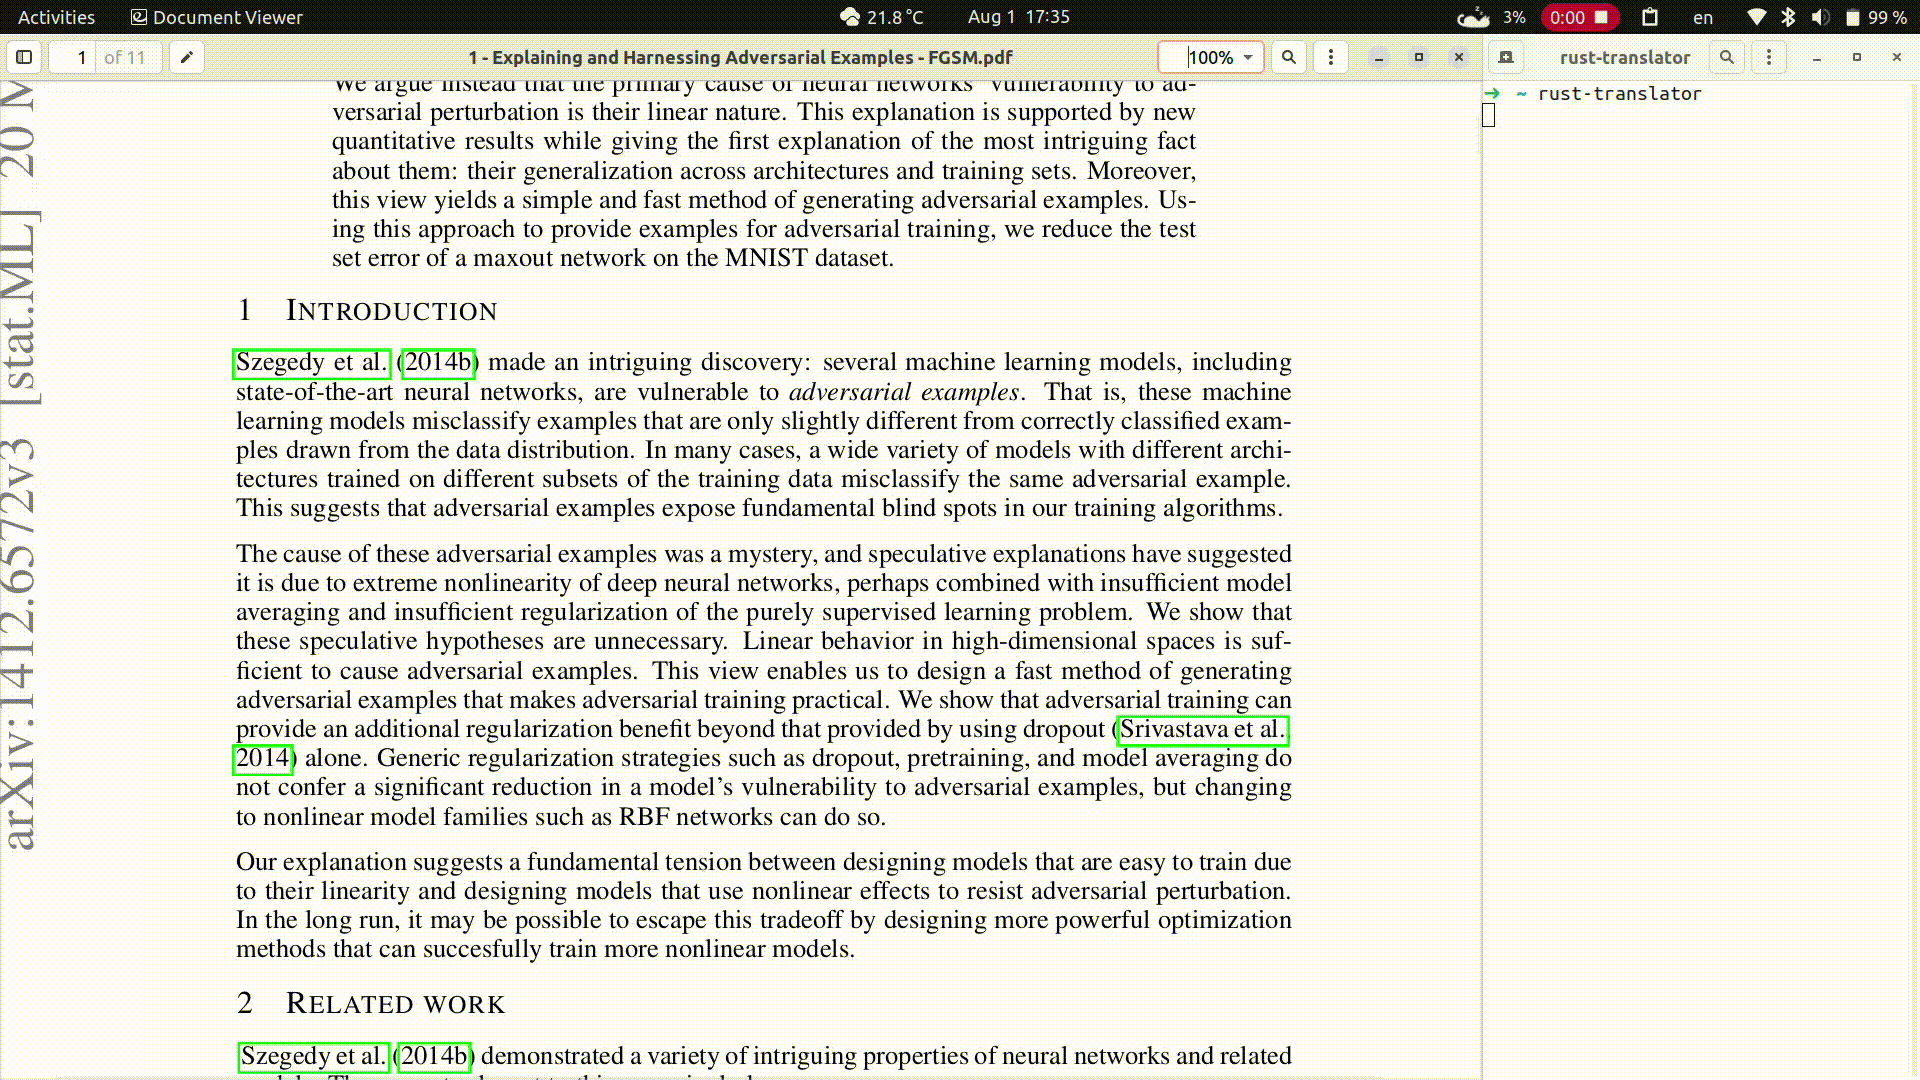 Activities Document Viewer 21.8 °C Aug 1 17:35 3% 0:00 en 99 %
1 of 11 1 - Explaining and Harnessing Adversarial Examples - FGSM.pdf 100% rust-translator
➜ ~ rust-translator
arXiv:1412.6572v3 [stat.ML] 20 M
We argue instead that the primary cause of neural networks' vulnerability to ad-
versarial perturbation is their linear nature. This explanation is supported by new
quantitative results while giving the first explanation of the most intriguing fact
about them: their generalization across architectures and training sets. Moreover,
this view yields a simple and fast method of generating adversarial examples. Us-
ing this approach to provide examples for adversarial training, we reduce the test
set error of a maxout network on the MNIST dataset.
1 INTRODUCTION
Szegedy et al. (2014b) made an intriguing discovery: several machine learning models, including
state-of-the-art neural networks, are vulnerable to adversarial examples. That is, these machine
learning models misclassify examples that are only slightly different from correctly classified exam-
ples drawn from the data distribution. In many cases, a wide variety of models with different archi-
tectures trained on different subsets of the training data misclassify the same adversarial example.
This suggests that adversarial examples expose fundamental blind spots in our training algorithms.
The cause of these adversarial examples was a mystery, and speculative explanations have suggested
it is due to extreme nonlinearity of deep neural networks, perhaps combined with insufficient model
averaging and insufficient regularization of the purely supervised learning problem. We show that
these speculative hypotheses are unnecessary. Linear behavior in high-dimensional spaces is suf-
ficient to cause adversarial examples. This view enables us to design a fast method of generating
adversarial examples that makes adversarial training practical. We show that adversarial training can
provide an additional regularization benefit beyond that provided by using dropout (Srivastava et al.,
2014) alone. Generic regularization strategies such as dropout, pretraining, and model averaging do
not confer a significant reduction in a model's vulnerability to adversarial examples, but changing
to nonlinear model families such as RBF networks can do so.
Our explanation suggests a fundamental tension between designing models that are easy to train due
to their linearity and designing models that use nonlinear effects to resist adversarial perturbation.
In the long run, it may be possible to escape this tradeoff by designing more powerful optimization
methods that can succesfully train more nonlinear models.
2 RELATED WORK
Szegedy et al. (2014b) demonstrated a variety of intriguing properties of neural networks and related